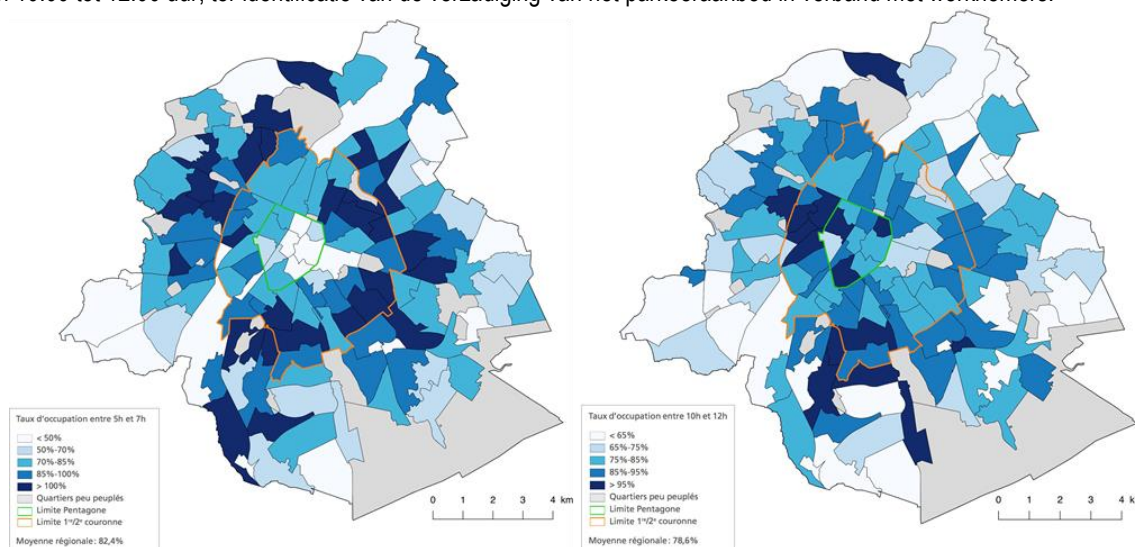 10.00 tot 12.00 uur, ter identificatie van de verzadiging van het parkeeraanbod in verband met werknemers.
Taux d'occupation entre 5h et 7h
< 50%
50%-70%
70%-85%
85%-100%
> 100%
Quartiers peu peuplés
Limite Pentagone
Limite 1re/2e couronne
Moyenne régionale: 82,4%
0 1 2 3 4 km
Taux d'occupation entre 10h et 12h
< 65%
65%-75%
75%-85%
85%-95%
> 95%
Quartiers peu peuplés
Limite Pentagone
Limite 1re/2e couronne
Moyenne régionale: 78,6%
0 1 2 3 4 k